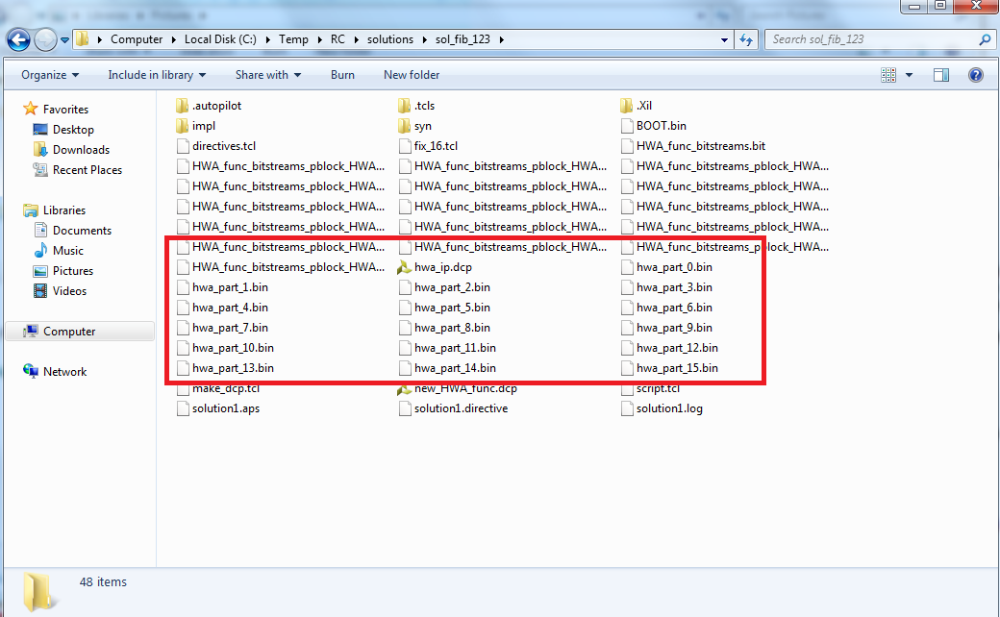 Computer Local Disk (C:) Temp RC solutions sol_fib_123
Search sol_fib_123
Organize Include in library Share with Burn New folder
Favorites
Desktop
Downloads
Recent Places
Libraries
Documents
Music
Pictures
Videos
Computer
Network
.autopilot .tcls .Xil
impl syn BOOT.bin
directives.tcl fix_16.tcl HWA_func_bitstreams.bit
HWA_func_bitstreams_pblock_HWA... HWA_func_bitstreams_pblock_HWA... HWA_func_bitstreams_pblock_HWA...
HWA_func_bitstreams_pblock_HWA... HWA_func_bitstreams_pblock_HWA... HWA_func_bitstreams_pblock_HWA...
HWA_func_bitstreams_pblock_HWA... HWA_func_bitstreams_pblock_HWA... HWA_func_bitstreams_pblock_HWA...
HWA_func_bitstreams_pblock_HWA... HWA_func_bitstreams_pblock_HWA... HWA_func_bitstreams_pblock_HWA...
HWA_func_bitstreams_pblock_HWA... HWA_func_bitstreams_pblock_HWA... HWA_func_bitstreams_pblock_HWA...
HWA_func_bitstreams_pblock_HWA... hwa_ip.dcp hwa_part_0.bin
hwa_part_1.bin hwa_part_2.bin hwa_part_3.bin
hwa_part_4.bin hwa_part_5.bin hwa_part_6.bin
hwa_part_7.bin hwa_part_8.bin hwa_part_9.bin
hwa_part_10.bin hwa_part_11.bin hwa_part_12.bin
hwa_part_13.bin hwa_part_14.bin hwa_part_15.bin
make_dcp.tcl new_HWA_func.dcp script.tcl
solution1.aps solution1.directive solution1.log
48 items